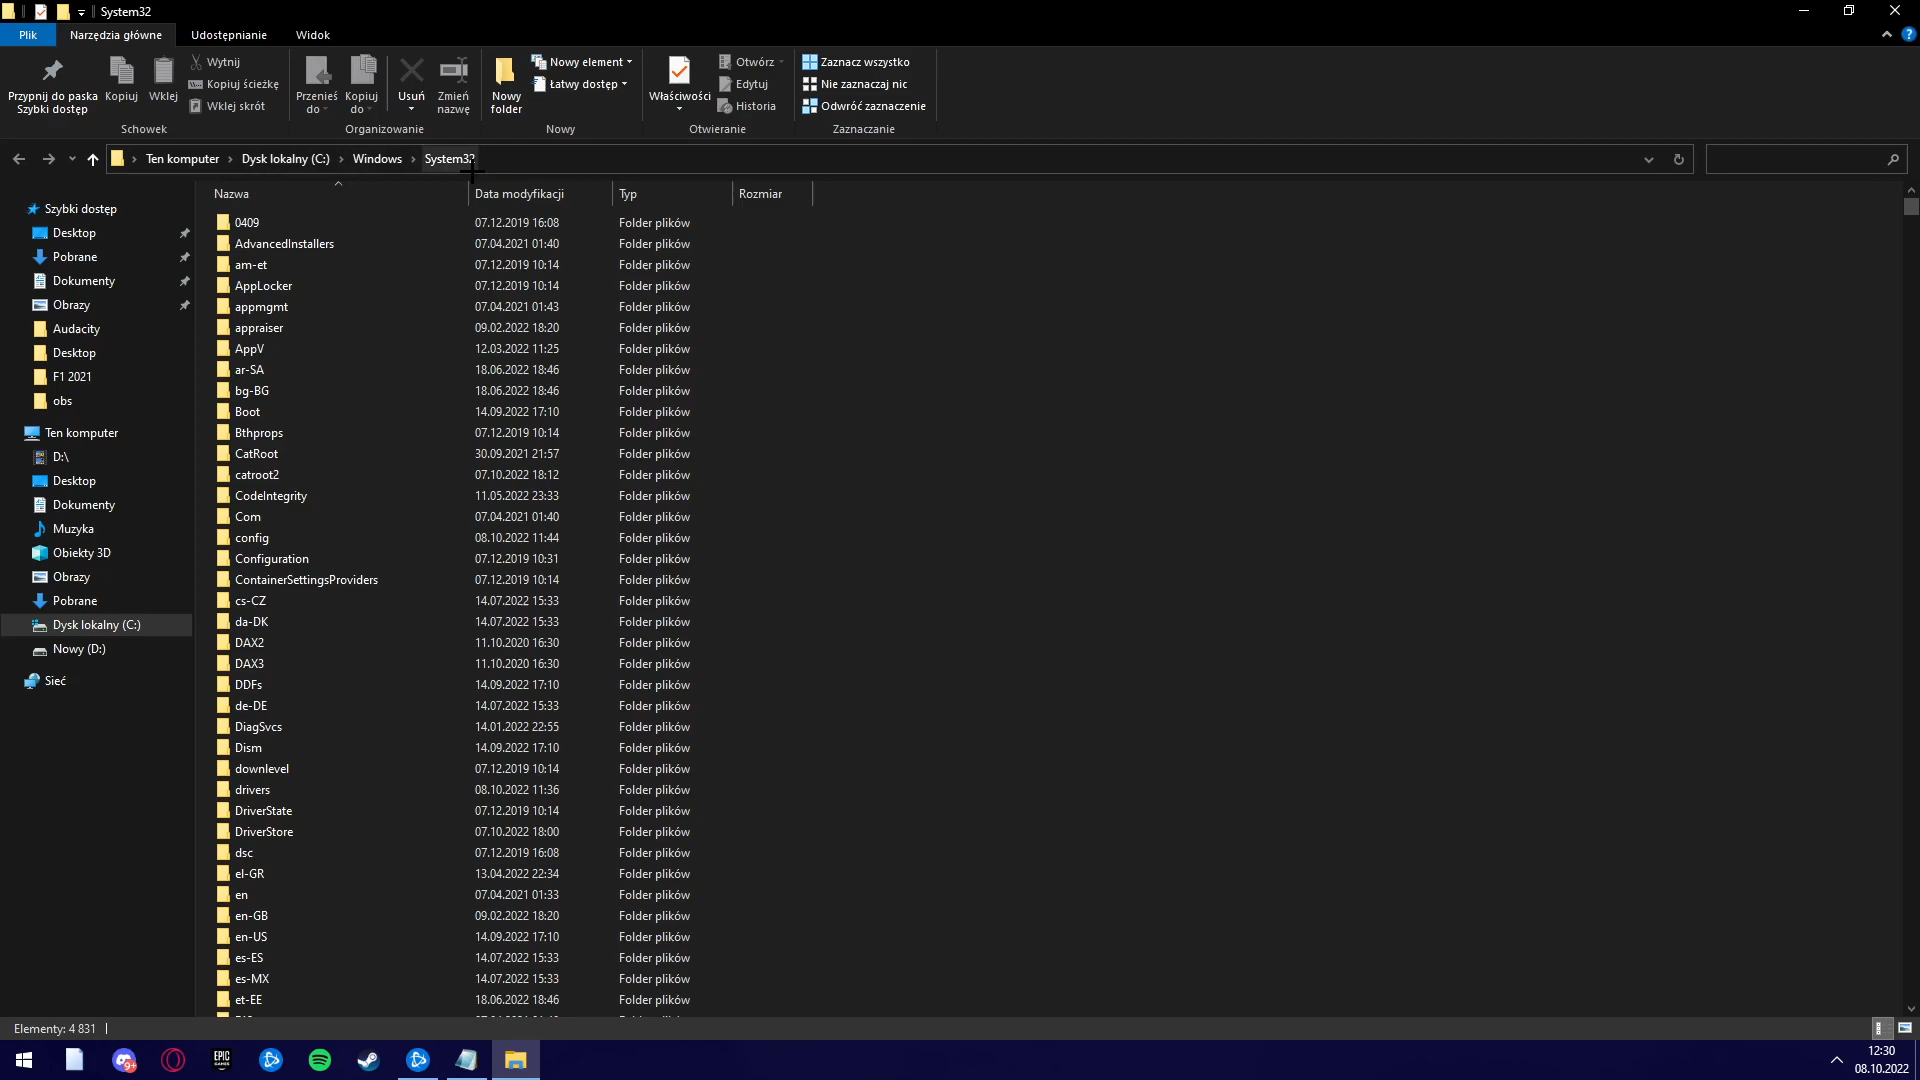 System32
Plik
Narzędzia główne
Udostępnianie
Widok
?
Przypnij do paska
Szybki dostęp
Kopiuj
Wklej
Wytnij
Kopiuj ścieżkę
Wklej skrót
Schowek
Przenieś
do
Kopiuj
do
Usuń
Zmień
nazwę
Organizowanie
Nowy
folder
Nowy element
Łatwy dostęp
Nowy
Właściwości
Otwórz
Edytuj
Historia
Otwieranie
Zaznacz wszystko
Nie zaznaczaj nic
Odwróć zaznaczenie
Zaznaczanie
Ten komputer
Dysk lokalny (C:)
Windows
System32
Szybki dostęp
Desktop
Pobrane
Dokumenty
Obrazy
Audacity
Desktop
F1 2021
obs
Ten komputer
D:\
Desktop
Dokumenty
Muzyka
Obiekty 3D
Obrazy
Pobrane
Dysk lokalny (C:)
Nowy (D:)
Sieć
Nazwa Data modyfikacji Typ Rozmiar
0409 07.12.2019 16:08 Folder plików
AdvancedInstallers 07.04.2021 01:40 Folder plików
am-et 07.12.2019 10:14 Folder plików
AppLocker 07.12.2019 10:14 Folder plików
appmgmt 07.04.2021 01:43 Folder plików
appraiser 09.02.2022 18:20 Folder plików
AppV 12.03.2022 11:25 Folder plików
ar-SA 18.06.2022 18:46 Folder plików
bg-BG 18.06.2022 18:46 Folder plików
Boot 14.09.2022 17:10 Folder plików
Bthprops 07.12.2019 10:14 Folder plików
CatRoot 30.09.2021 21:57 Folder plików
catroot2 07.10.2022 18:12 Folder plików
CodeIntegrity 11.05.2022 23:33 Folder plików
Com 07.04.2021 01:40 Folder plików
config 08.10.2022 11:44 Folder plików
Configuration 07.12.2019 10:31 Folder plików
ContainerSettingsProviders 07.12.2019 10:14 Folder plików
cs-CZ 14.07.2022 15:33 Folder plików
da-DK 14.07.2022 15:33 Folder plików
DAX2 11.10.2020 16:30 Folder plików
DAX3 11.10.2020 16:30 Folder plików
DDFs 14.09.2022 17:10 Folder plików
de-DE 14.07.2022 15:33 Folder plików
DiagSvcs 14.01.2022 22:55 Folder plików
Dism 14.09.2022 17:10 Folder plików
downlevel 07.12.2019 10:14 Folder plików
drivers 08.10.2022 11:36 Folder plików
DriverState 07.12.2019 10:14 Folder plików
DriverStore 07.10.2022 18:00 Folder plików
dsc 07.12.2019 16:08 Folder plików
el-GR 13.04.2022 22:34 Folder plików
en 07.04.2021 01:33 Folder plików
en-GB 09.02.2022 18:20 Folder plików
en-US 14.09.2022 17:10 Folder plików
es-ES 14.07.2022 15:33 Folder plików
es-MX 14.07.2022 15:33 Folder plików
et-EE 18.06.2022 18:46 Folder plików
Elementy: 4 831
9+
EPIC
GAMES
12:30
08.10.2022